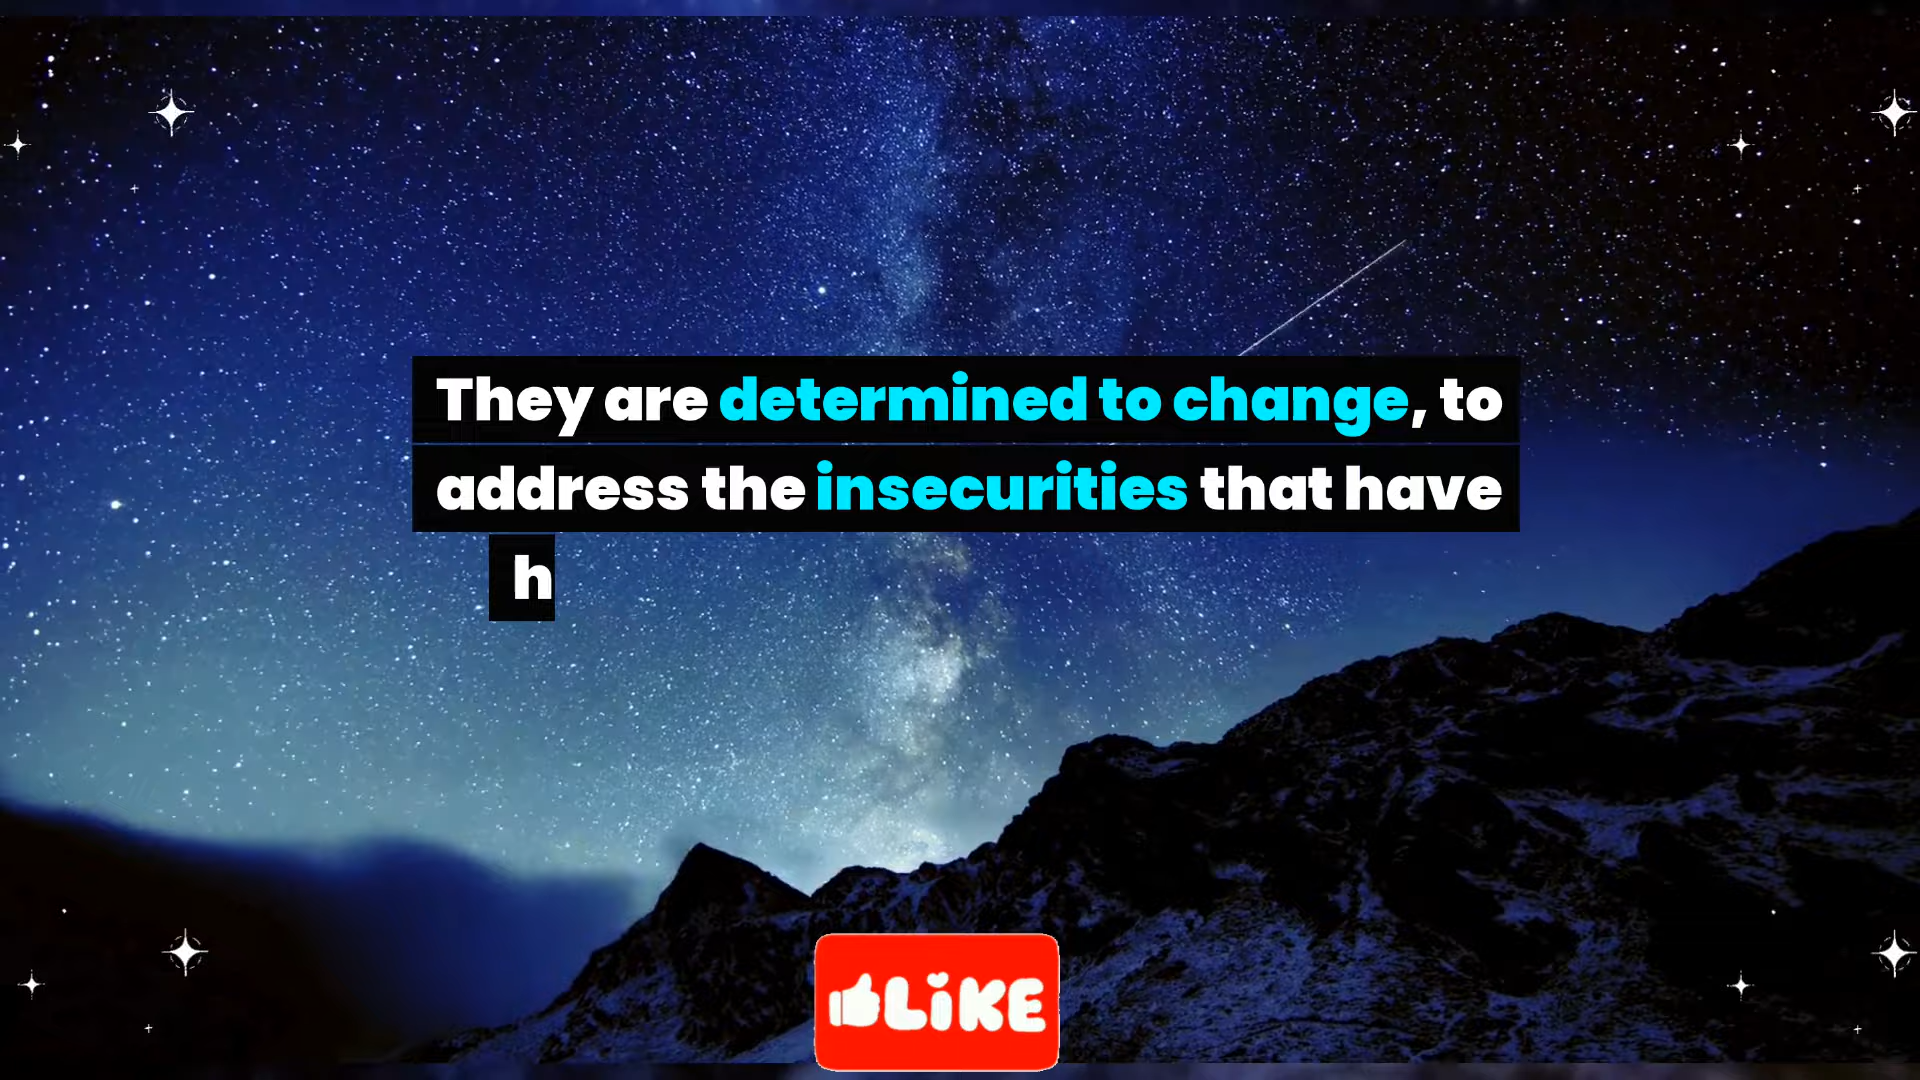 They are determined to change, to
address the insecurities that have
h
LiKE